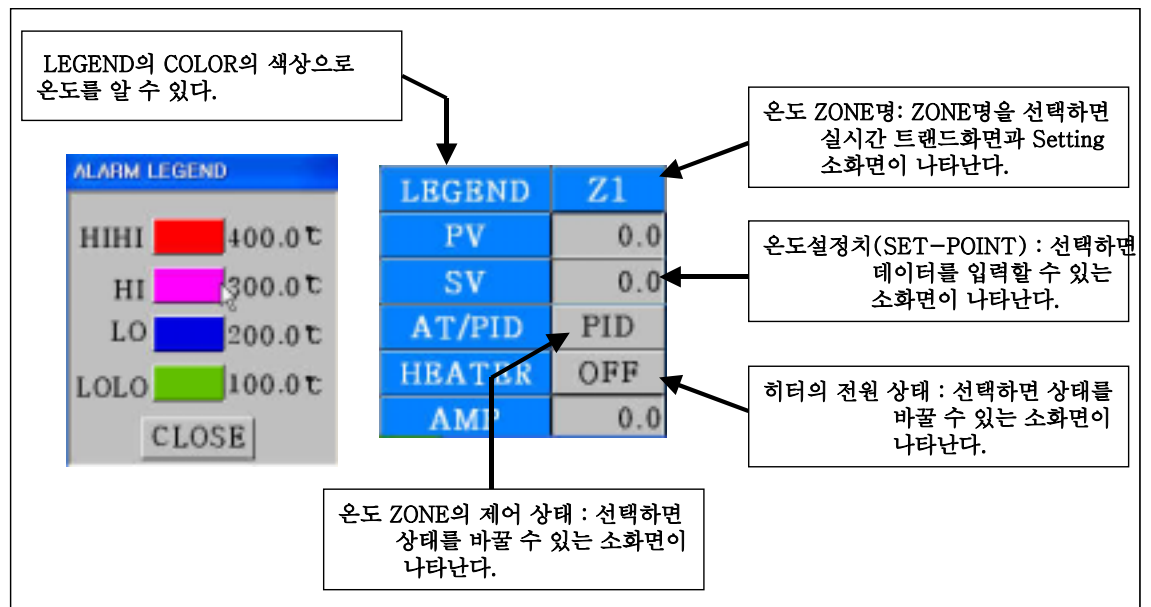 LEGEND의 COLOR의 색상으로
온도를 알 수 있다.
온도 ZONE명: ZONE명을 선택하면
실시간 트랜드화면과 Setting
소화면이 나타난다.
ALARM LEGEND
HIHI 400.0℃
HI 300.0℃
LO 200.0℃
LOLO 100.0℃
CLOSE
LEGEND Z1
PV 0.0
SV 0.0
AT/PID PID
HEATER OFF
AMP 0.0
온도설정치(SET-POINT) : 선택하면
데이터를 입력할 수 있는
소화면이 나타난다.
히터의 전원 상태 : 선택하면 상태를
바꿀 수 있는 소화면이
나타난다.
온도 ZONE의 제어 상태 : 선택하면
상태를 바꿀 수 있는 소화면이
나타난다.